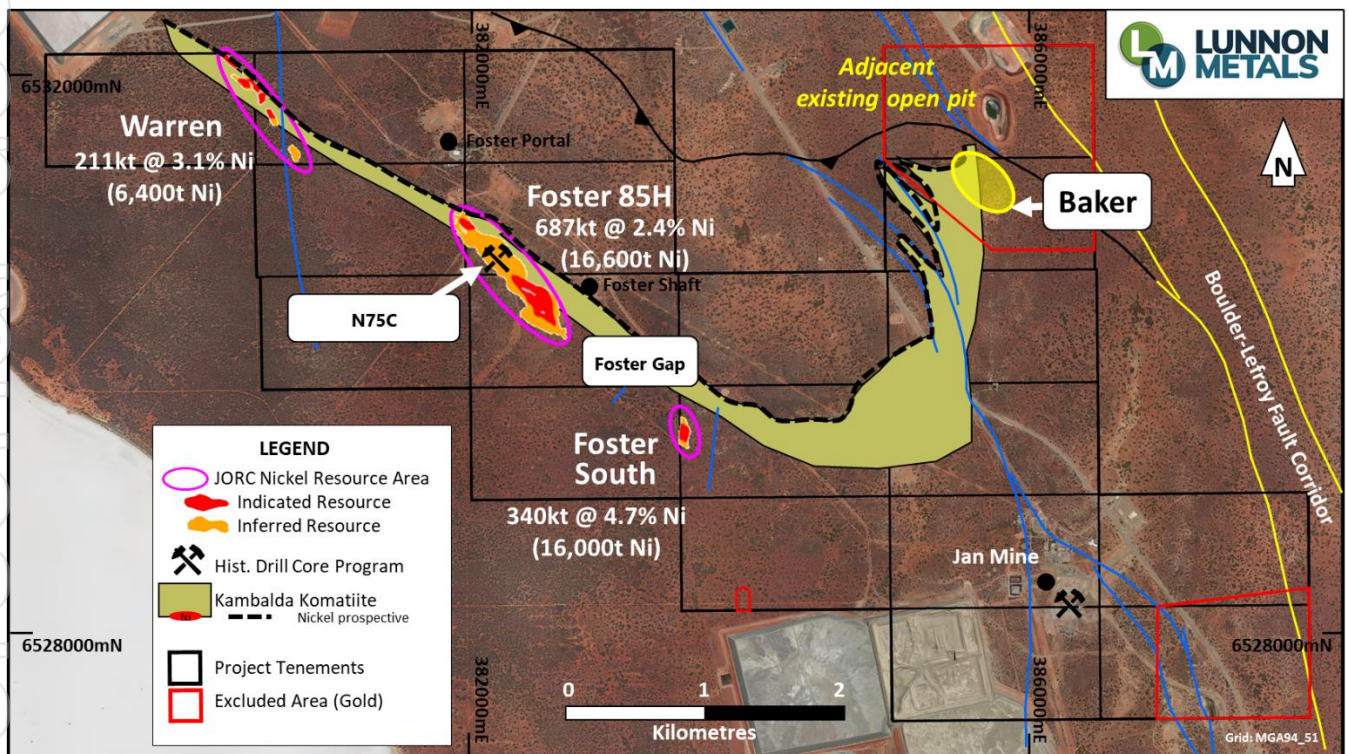 LUNNON
METALS
LM
N
382000mE
386000mE
6532000mN
Adjacent
existing open pit
Warren
211kt @ 3.1% Ni
(6,400t Ni)
Foster Portal
Foster 85H
687kt @ 2.4% Ni
(16,600t Ni)
Baker
Foster Shaft
N75C
Foster Gap
Boulder-Lefroy Fault Corridor
Foster
South
340kt @ 4.7% Ni
(16,000t Ni)
Jan Mine
LEGEND
JORC Nickel Resource Area
Indicated Resource
Inferred Resource
Hist. Drill Core Program
Kambalda Komatiite
Ni
Nickel prospective
Project Tenements
Excluded Area (Gold)
6528000mN
6528000mN
382000mE
386000mE
0 1 2
Kilometres
Grid: MGA94_51